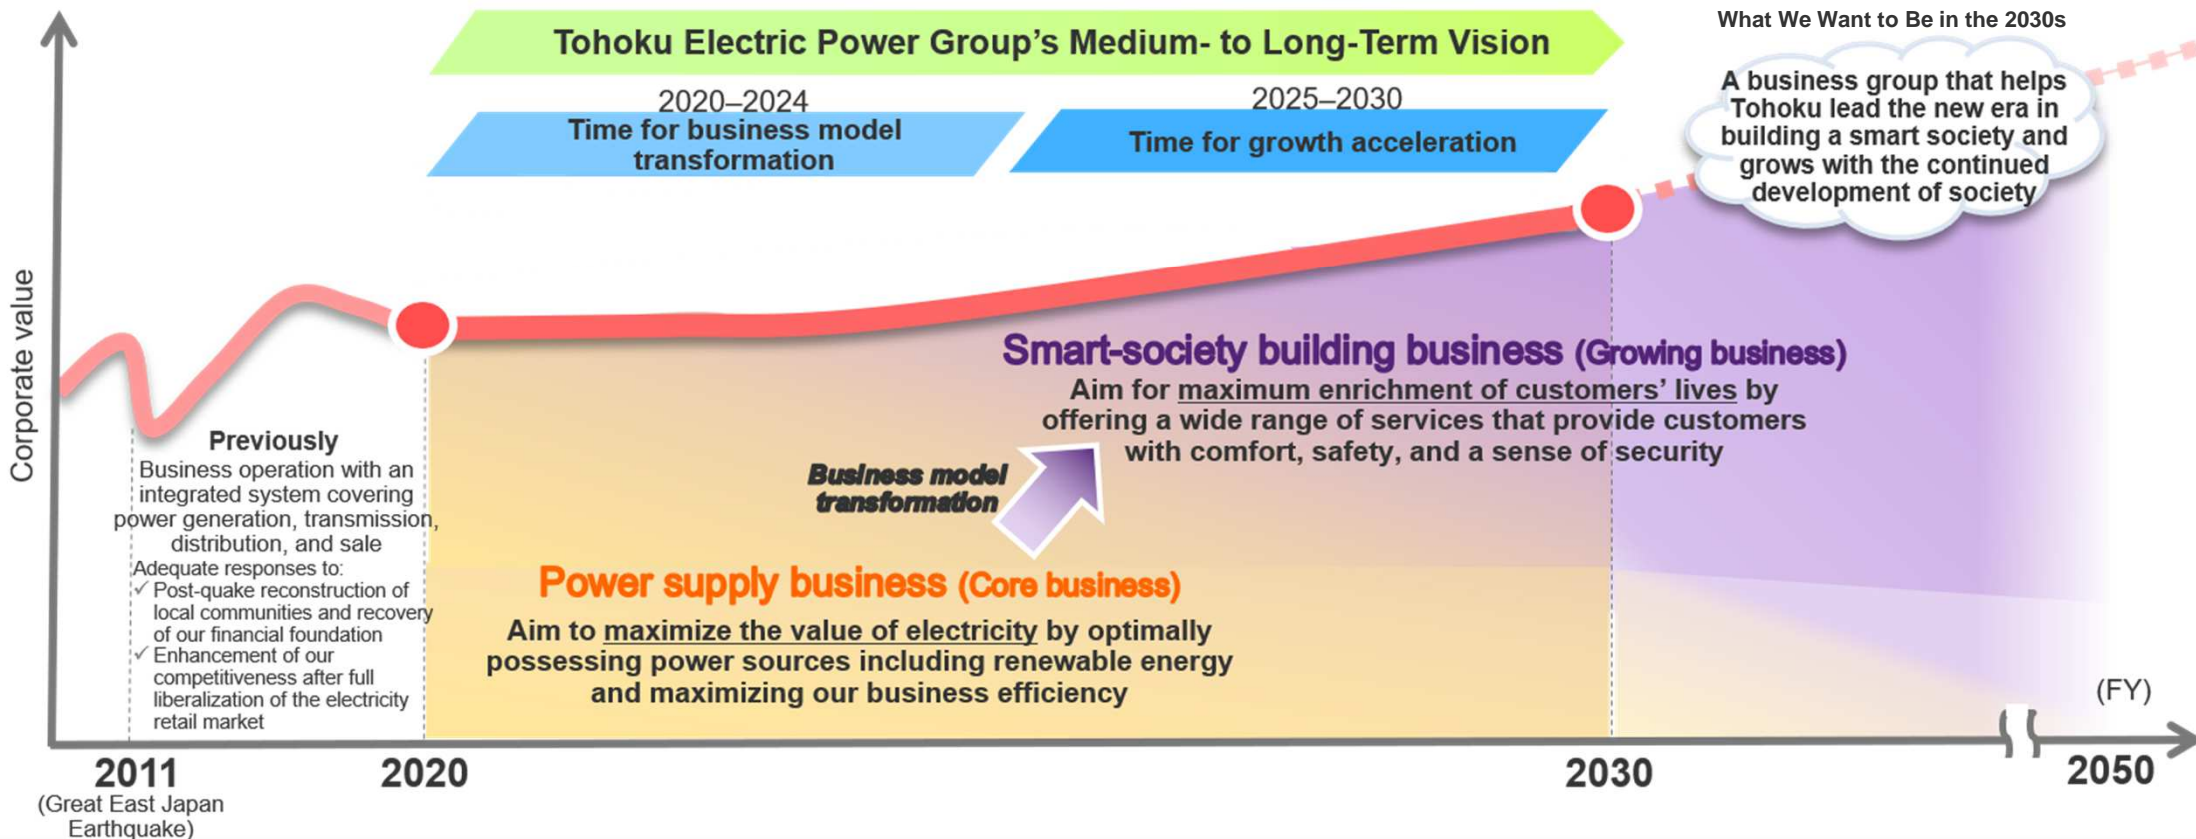 What We Want to Be in the 2030s
Tohoku Electric Power Group's Medium- to Long-Term Vision
2020–2024
Time for business model
transformation
2025–2030
Time for growth acceleration
A business group that helps
Tohoku lead the new era in
building a smart society and
grows with the continued
development of society
Corporate value
Previously
Business operation with an
integrated system covering
power generation, transmission,
distribution, and sale
Adequate responses to:
✓ Post-quake reconstruction of
local communities and recovery
of our financial foundation
✓ Enhancement of our
competitiveness after full
liberalization of the electricity
retail market
Smart-society building business (Growing business)
Aim for maximum enrichment of customers' lives by
offering a wide range of services that provide customers
with comfort, safety, and a sense of security
Business model
transformation
Power supply business (Core business)
Aim to maximize the value of electricity by optimally
possessing power sources including renewable energy
and maximizing our business efficiency
(FY)
2011
(Great East Japan
Earthquake)
2020
2030
2050